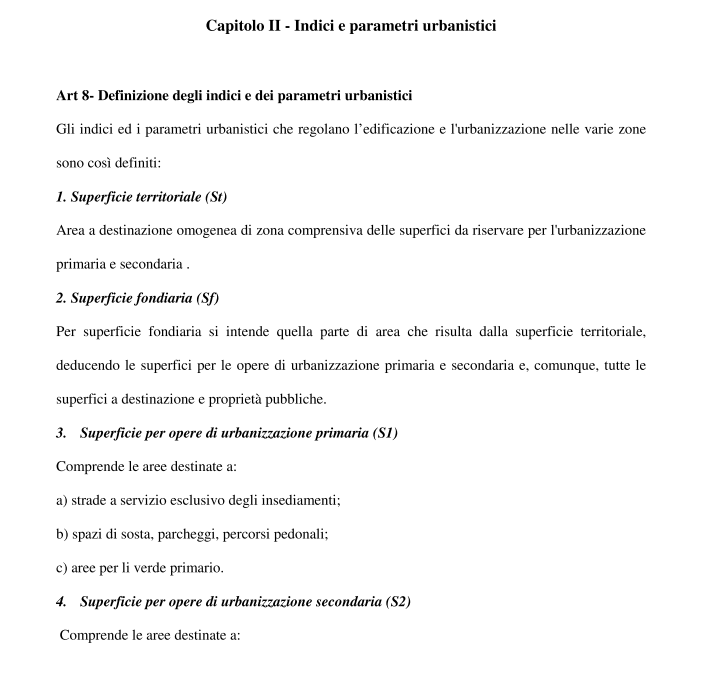 Capitolo II - Indici e parametri urbanistici
Art 8- Definizione degli indici e dei parametri urbanistici
Gli indici ed i parametri urbanistici che regolano l’edificazione e l'urbanizzazione nelle varie zone
sono così definiti:
1. Superficie territoriale (St)
Area a destinazione omogenea di zona comprensiva delle superfici da riservare per l'urbanizzazione
primaria e secondaria .
2. Superficie fondiaria (Sf)
Per superficie fondiaria si intende quella parte di area che risulta dalla superficie territoriale,
deducendo le superfici per le opere di urbanizzazione primaria e secondaria e, comunque, tutte le
superfici a destinazione e proprietà pubbliche.
3. Superficie per opere di urbanizzazione primaria (S1)
Comprende le aree destinate a:
a) strade a servizio esclusivo degli insediamenti;
b) spazi di sosta, parcheggi, percorsi pedonali;
c) aree per li verde primario.
4. Superficie per opere di urbanizzazione secondaria (S2)
Comprende le aree destinate a: